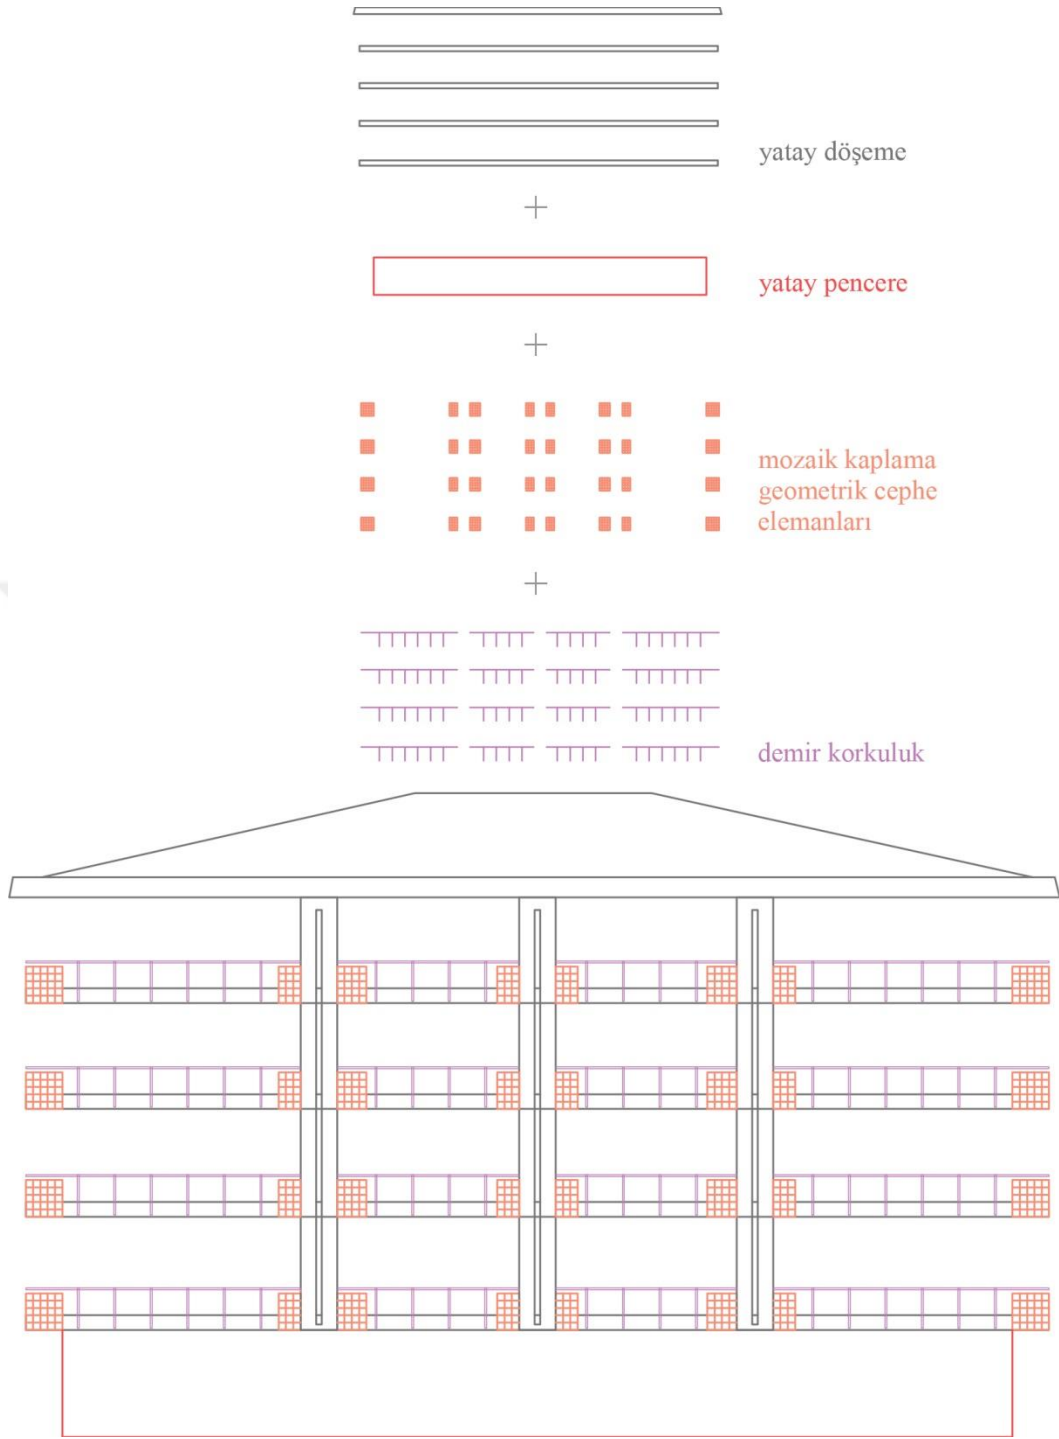 yatay döşeme
yatay pencere
mozaik kaplama
geometrik cephe
elemanları
demir korkuluk